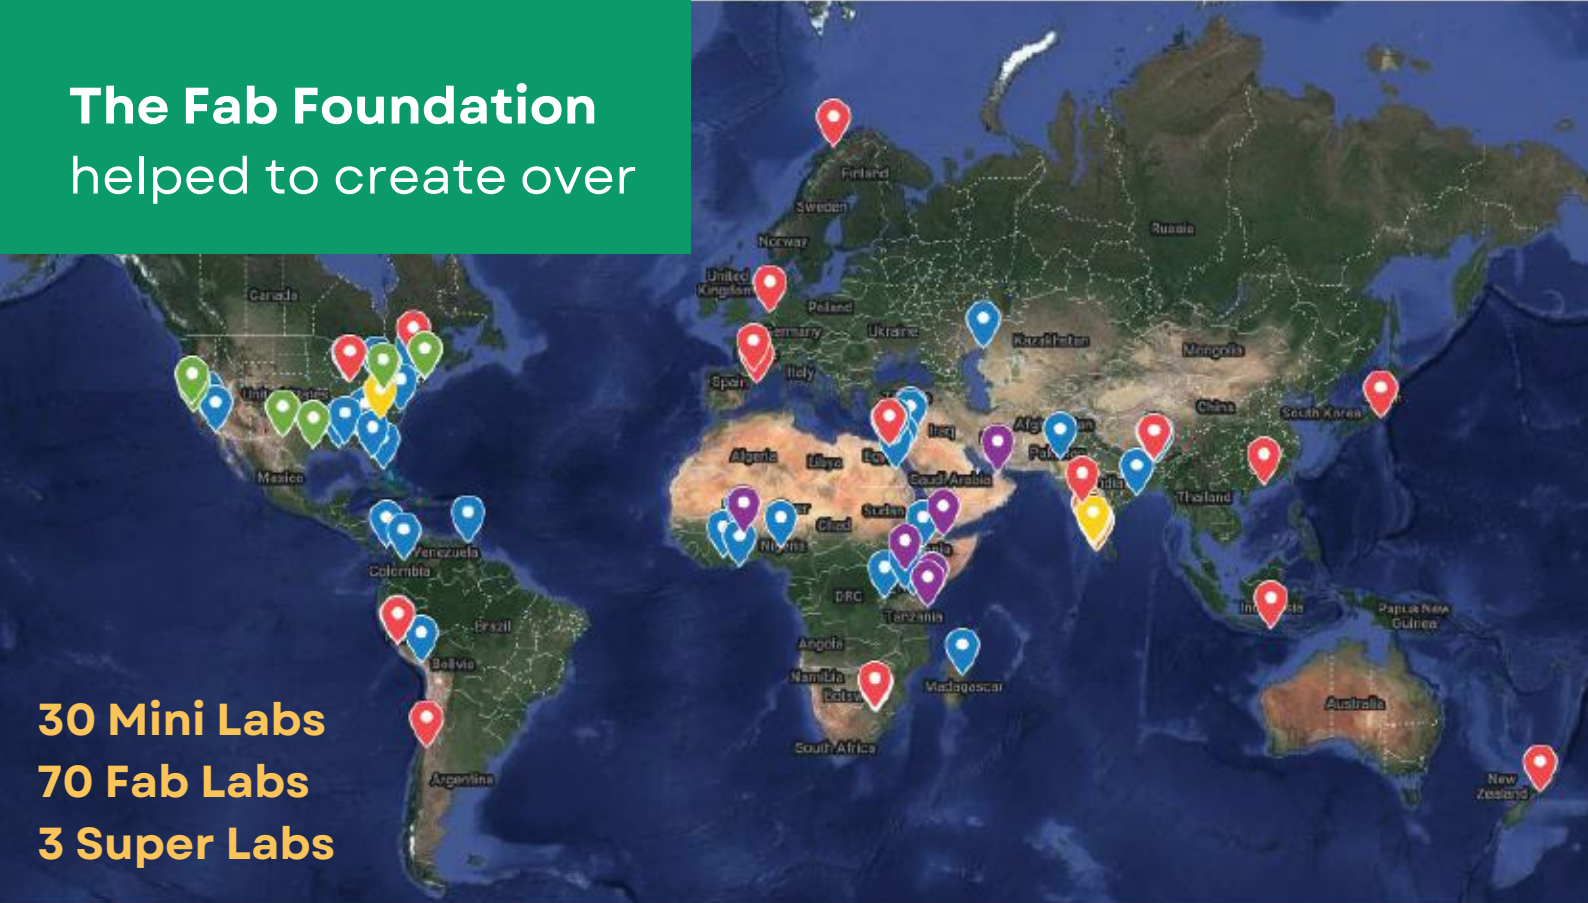 The Fab Foundation
helped to create over
Finland
Sweden
Norway
Russia
United
Kingdom
Poland
Canada
Germany
Ukraine
Kazakhstan
Mongolia
Spain
Italy
China
South Korea
Iraq
Mexico
Algeria
Libya
Saudi Arabia
Thailand
Chad
Sudan
Nigeria
Venezuela
Colombia
DRC
Tanzania
Brazil
Papua New
Guinea
Angola
Bolivia
Namibia
Madagascar
Australia
South Africa
Argentina
New
Zealand
30 Mini Labs
70 Fab Labs
3 Super Labs